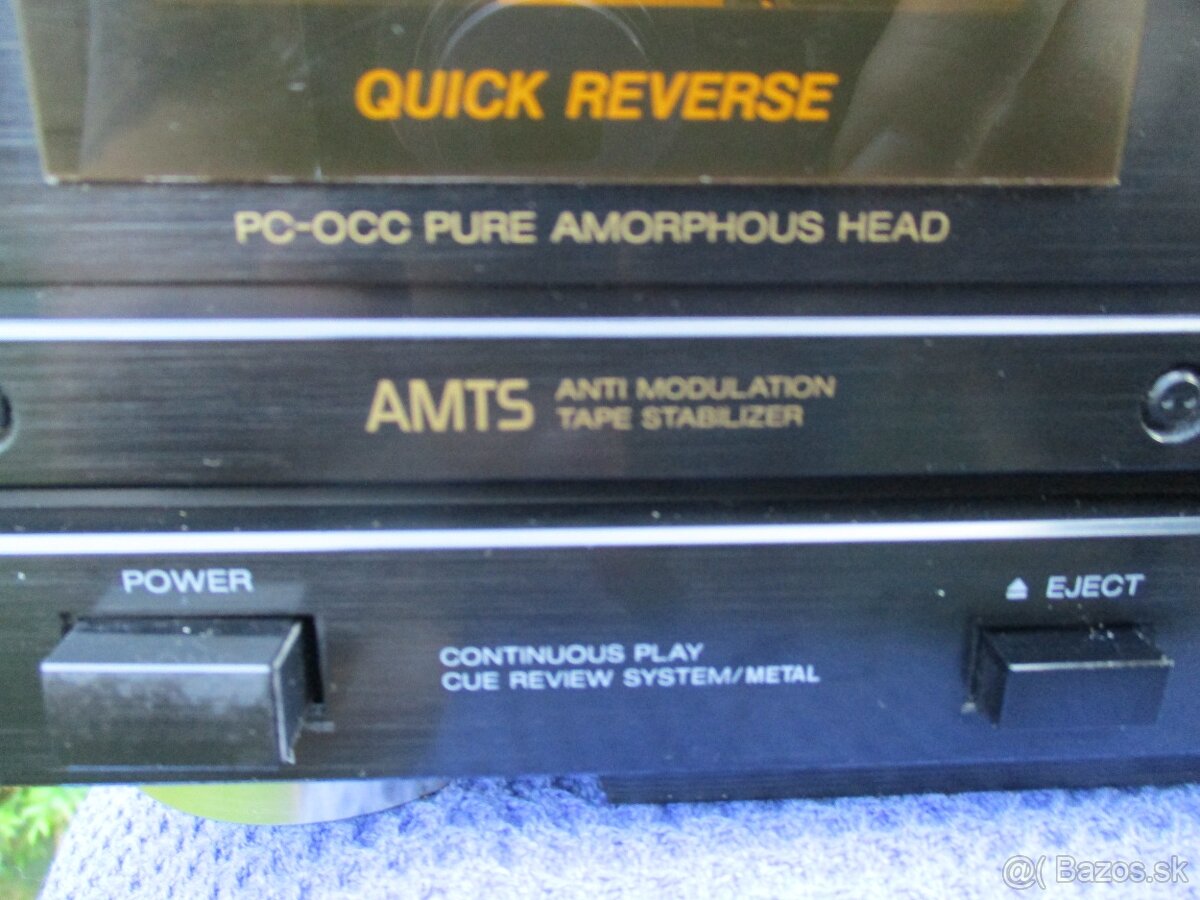 QUICK REVERSE
PC-OCC PURE AMORPHOUS HEAD
AMTS ANTI MODULATION
TAPE STABILIZER
POWER
⏏ EJECT
CONTINUOUS PLAY
CUE REVIEW SYSTEM/METAL
@( Bazos.sk